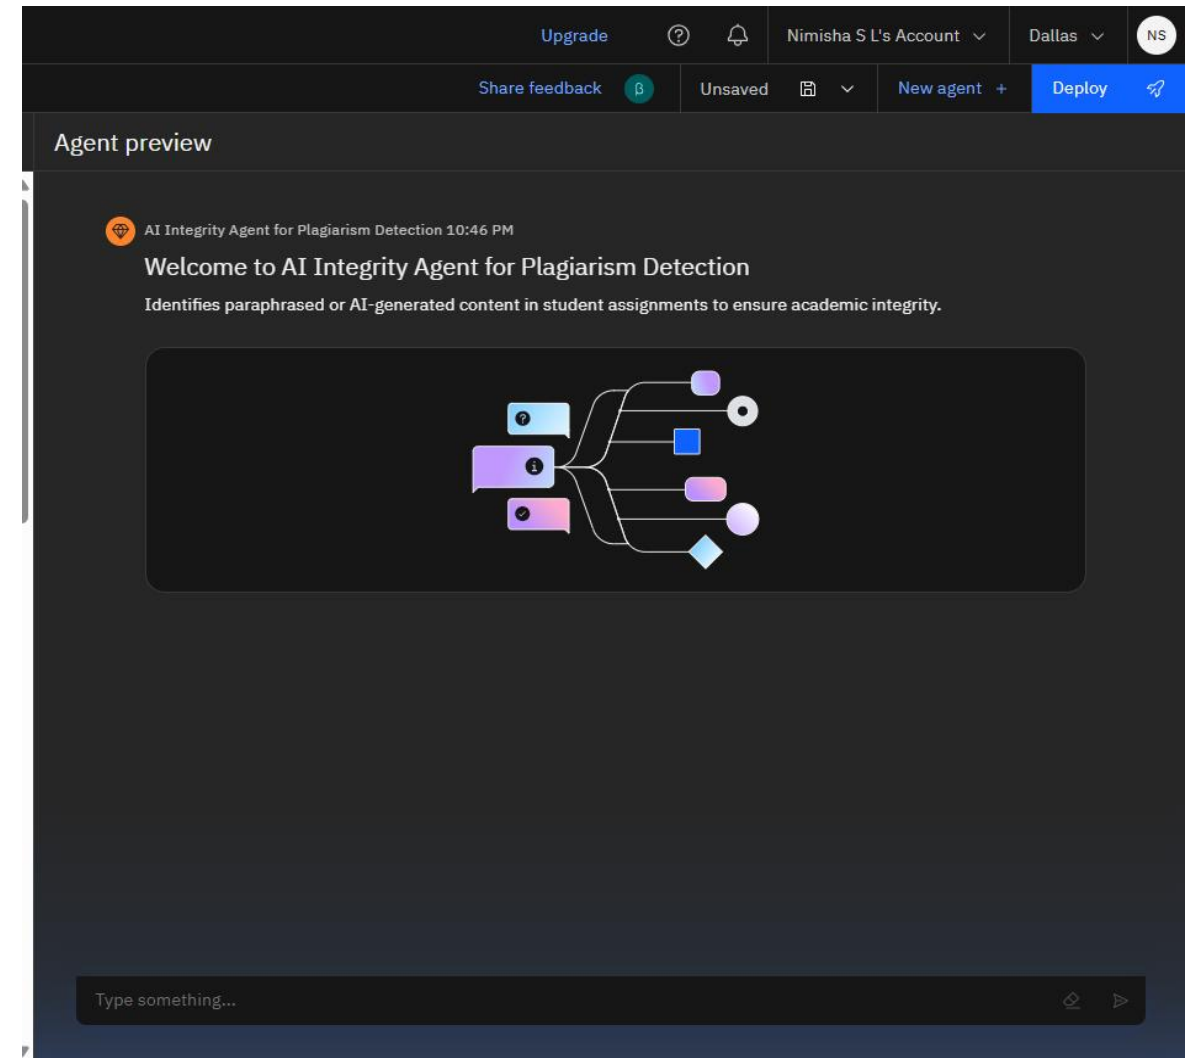 Upgrade Nimisha S L's Account Dallas NS
Share feedback β Unsaved New agent + Deploy
Agent preview
AI Integrity Agent for Plagiarism Detection 10:46 PM
Welcome to AI Integrity Agent for Plagiarism Detection
Identifies paraphrased or AI-generated content in student assignments to ensure academic integrity.
Type something...